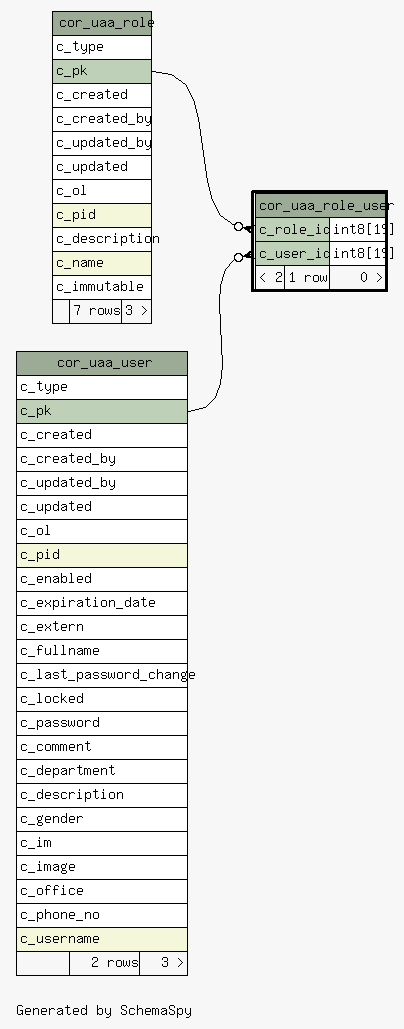 cor_uaa_role
c_type
c_pk
c_created
c_created_by
c_updated_by
c_updated
c_ol
c_pid
c_description
c_name
c_immutable
7 rows 3 >
cor_uaa_role_user
c_role_id int8[19]
c_user_id int8[19]
< 2 1 row 0 >
cor_uaa_user
c_type
c_pk
c_created
c_created_by
c_updated_by
c_updated
c_ol
c_pid
c_enabled
c_expiration_date
c_extern
c_fullname
c_last_password_change
c_locked
c_password
c_comment
c_department
c_description
c_gender
c_im
c_image
c_office
c_phone_no
c_username
2 rows 3 >
Generated by SchemaSpy